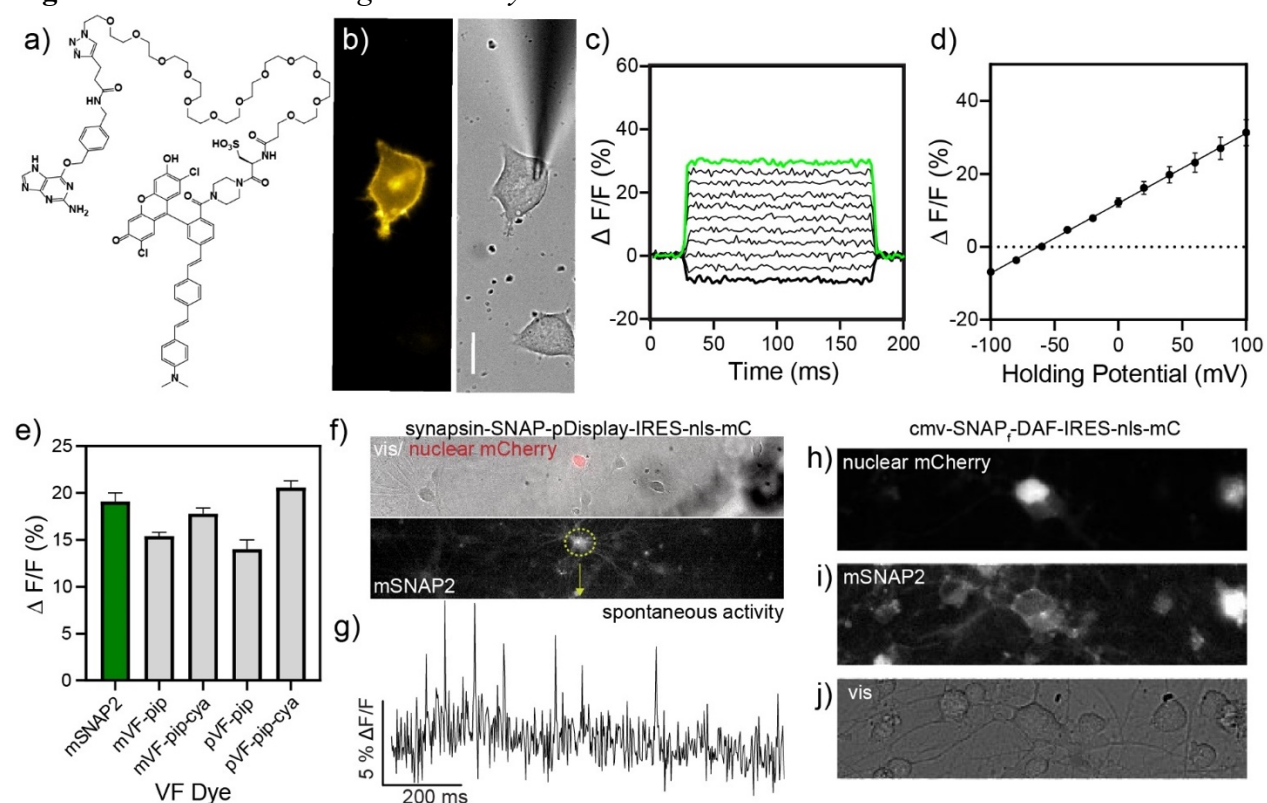 a)
N
N
N
O
O
O
O
O
O
O
O
O
O
O
O
O
NH
O
HO₃S
O
NH
O
N
N
O
OH
Cl
O
O
Cl
N
H
N
N
N
N
NH₂
O
b)
c)
60
40
20
0
-20
Δ F/F (%)
0 50 100 150 200
Time (ms)
d)
40
20
0
-20
Δ F/F (%)
-100 -50 0 50 100
Holding Potential (mV)
e)
25
20
15
10
5
0
Δ F/F (%)
mSNAP2
mVF-pip
mVF-pip-cya
pVF-pip
pVF-pip-cya
VF Dye
f)
synapsin-SNAP-pDisplay-IRES-nls-mC
vis/ nuclear mCherry
mSNAP2
spontaneous activity
g)
5 % ΔF/F
200 ms
cmv-SNAPf-DAF-IRES-nls-mC
h)
nuclear mCherry
i)
mSNAP2
j)
vis